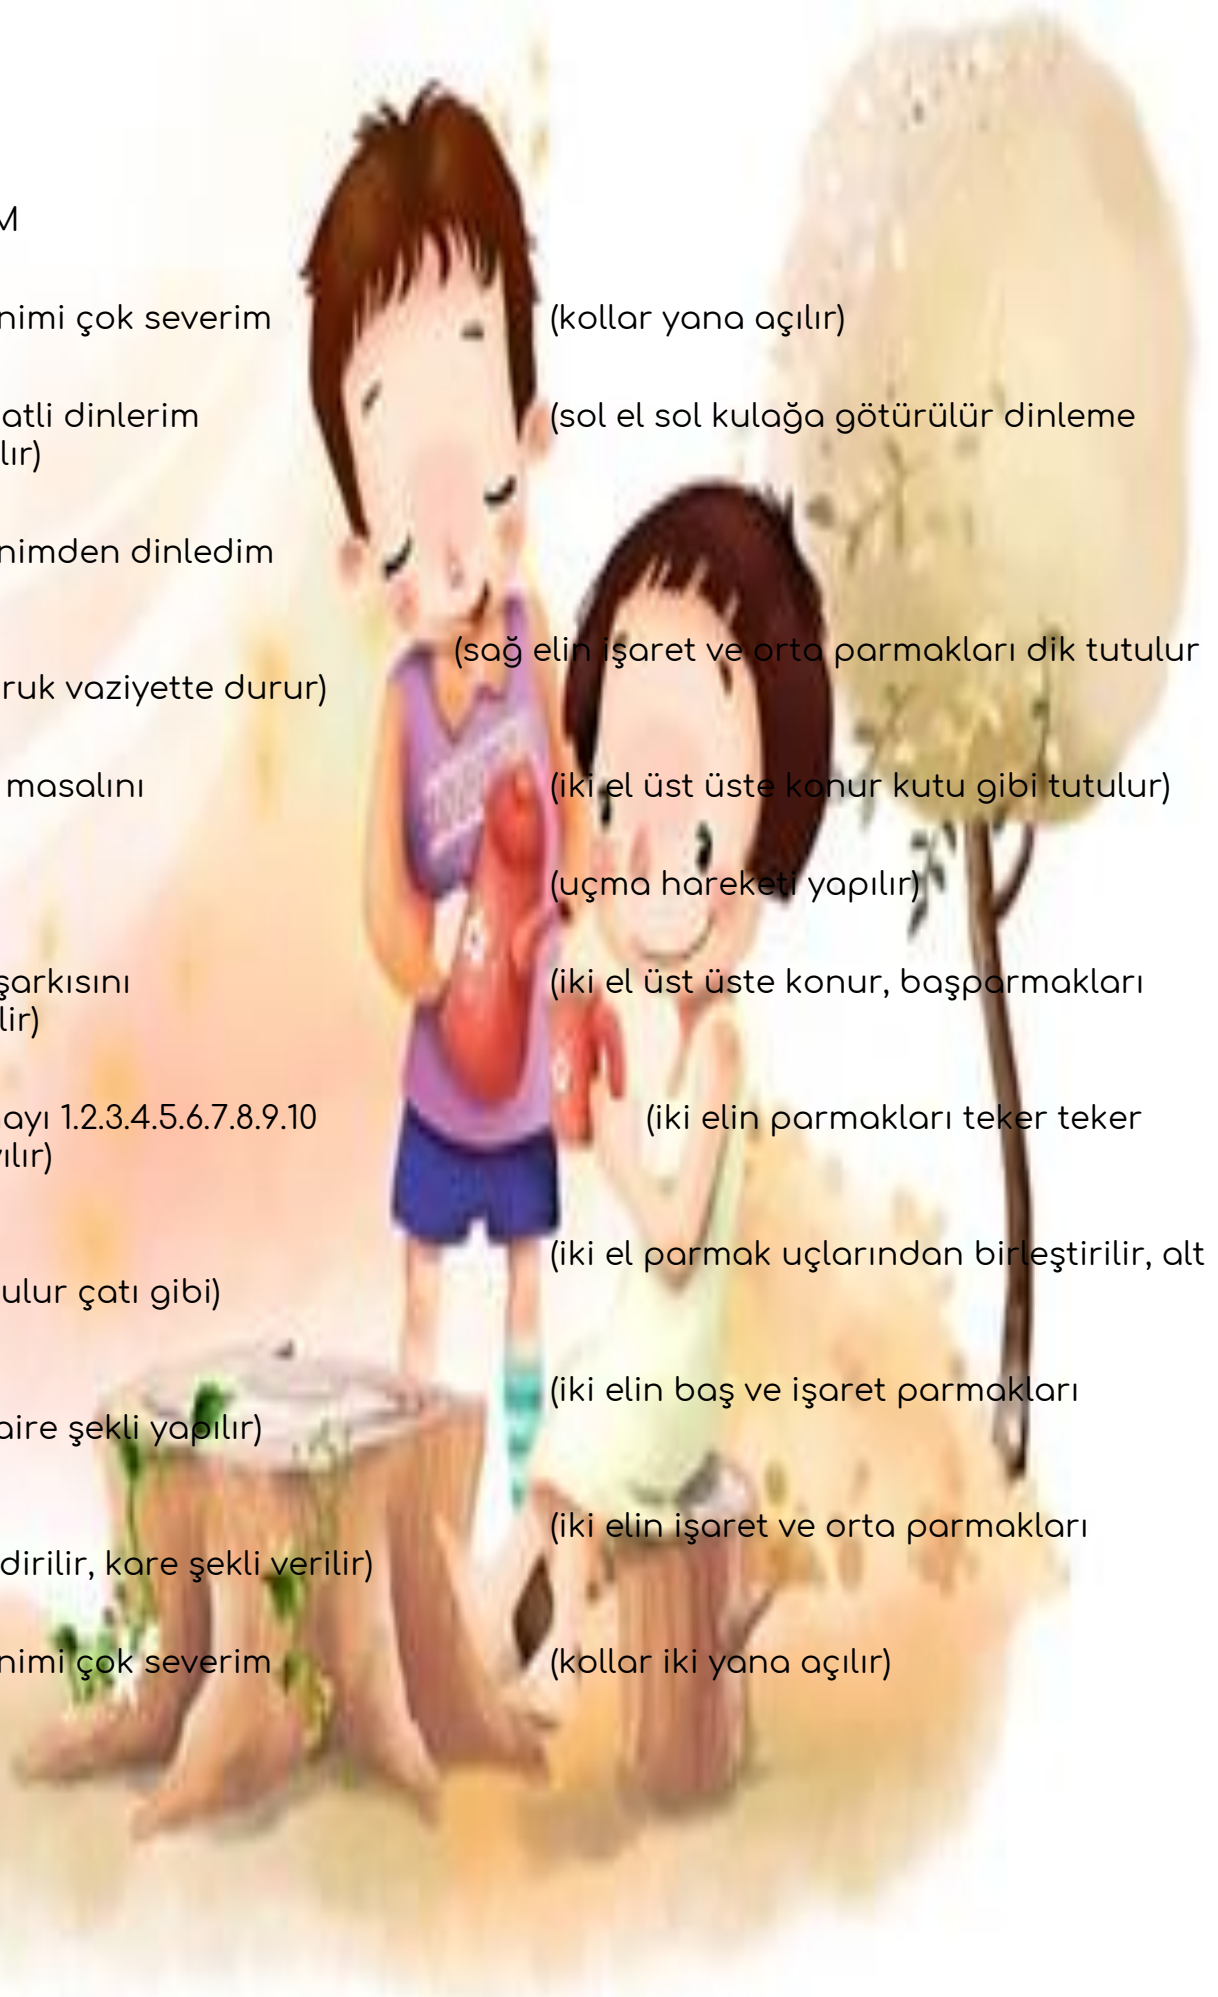 M
nimi çok severim (kollar yana açılır)
atli dinlerim (sol el sol kulağa götürülür dinleme
lır)
nimden dinledim
(sağ elin işaret ve orta parmakları dik tutulur
ruk vaziyette durur)
masalını (iki el üst üste konur kutu gibi tutulur)
(uçma hareketi yapılır)
şarkısını (iki el üst üste konur, başparmakları
lir)
ayı 1.2.3.4.5.6.7.8.9.10 (iki elin parmakları teker teker
ılır)
(iki el parmak uçlarından birleştirilir, alt
ulur çatı gibi)
(iki elin baş ve işaret parmakları
aire şekli yapılır)
(iki elin işaret ve orta parmakları
dirilir, kare şekli verilir)
nimi çok severim (kollar iki yana açılır)